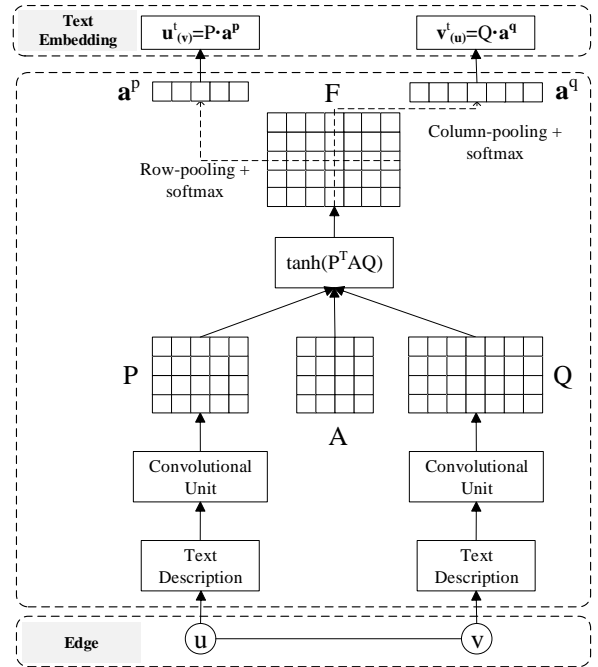 Text
Embedding
u^t_(v)=P·a^p
v^t_(u)=Q·a^q
a^p
F
a^q
Row-pooling +
softmax
Column-pooling +
softmax
tanh(P^TAQ)
P
A
Q
Convolutional
Unit
Convolutional
Unit
Text
Description
Text
Description
Edge
u
v